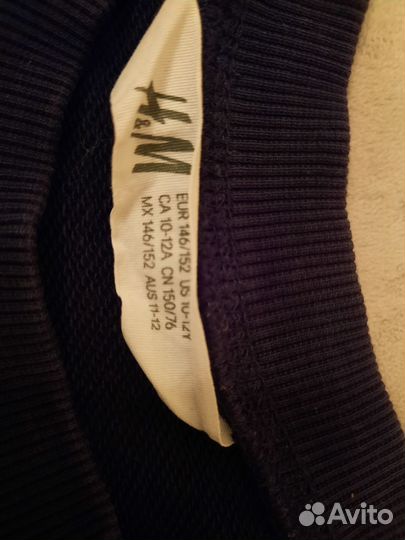 H&M
EUR 146/152 US 10-12Y
CA 10-12A CN 150/76
MX 146/152 AUS 11-12
Avito